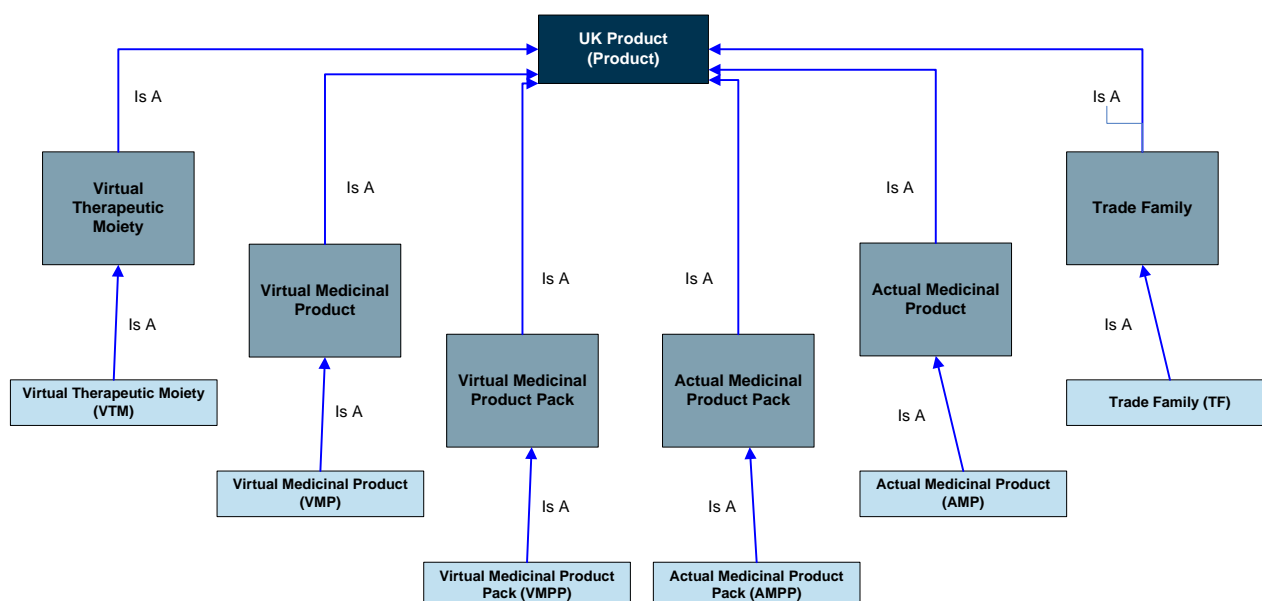 UK Product
(Product)
Is A
Is A
Virtual
Therapeutic
Moiety
Is A
Is A
Trade Family
Virtual Medicinal
Product
Actual Medicinal
Product
Is A
Is A
Is A
Is A
Virtual Therapeutic Moiety
(VTM)
Virtual Medicinal
Product Pack
Actual Medicinal
Product Pack
Trade Family (TF)
Is A
Is A
Virtual Medicinal Product
(VMP)
Actual Medicinal Product
(AMP)
Is A
Is A
Virtual Medicinal Product
Pack (VMPP)
Actual Medicinal Product
Pack (AMPP)